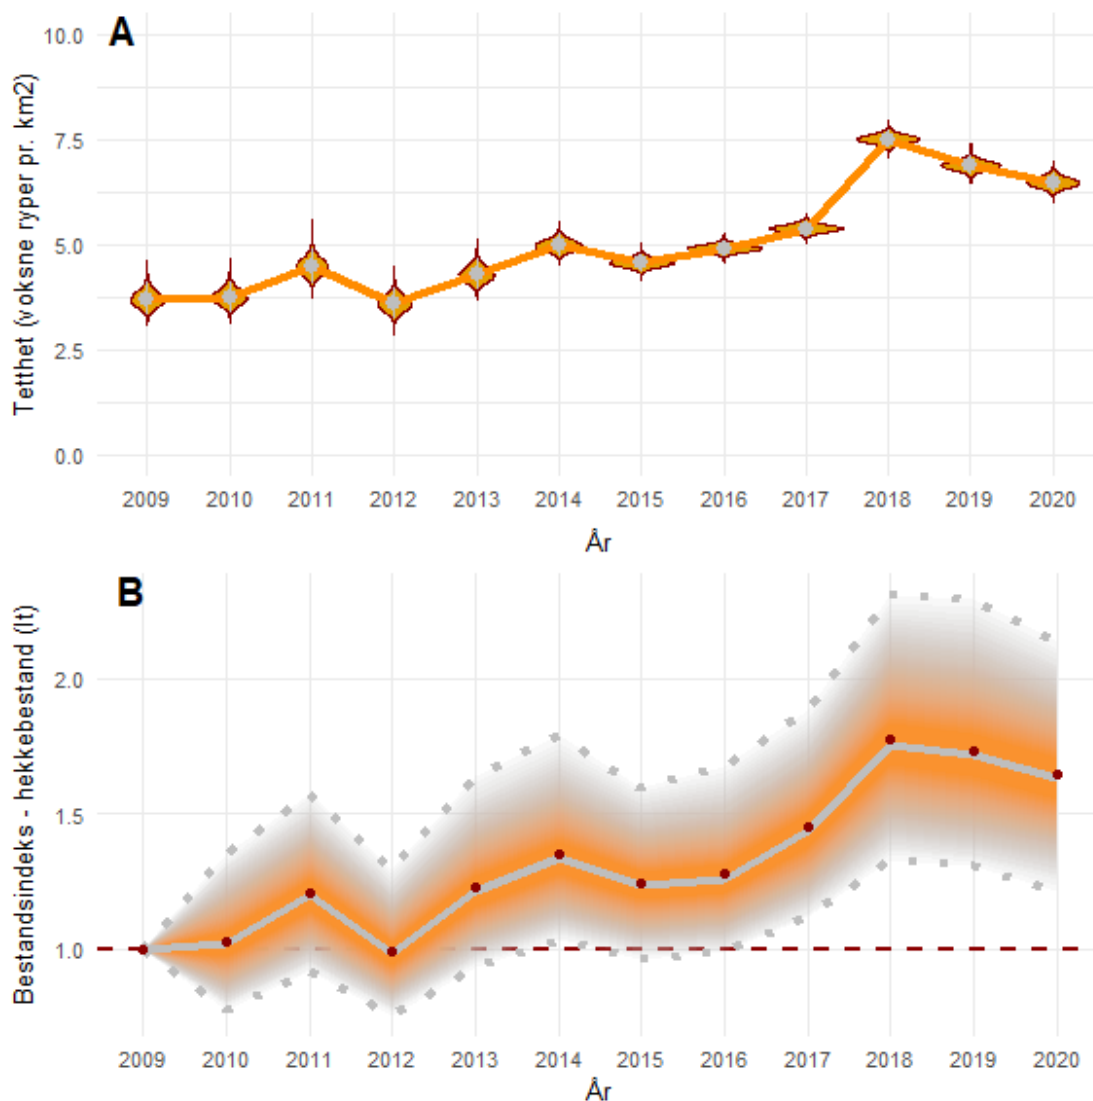 A
Tetthet (voksne ryper pr. km2)
10.0
7.5
5.0
2.5
0.0
2009 2010 2011 2012 2013 2014 2015 2016 2017 2018 2019 2020
År
B
Bestandsindeks - hekkebestand (It)
2.0
1.5
1.0
2009 2010 2011 2012 2013 2014 2015 2016 2017 2018 2019 2020
År